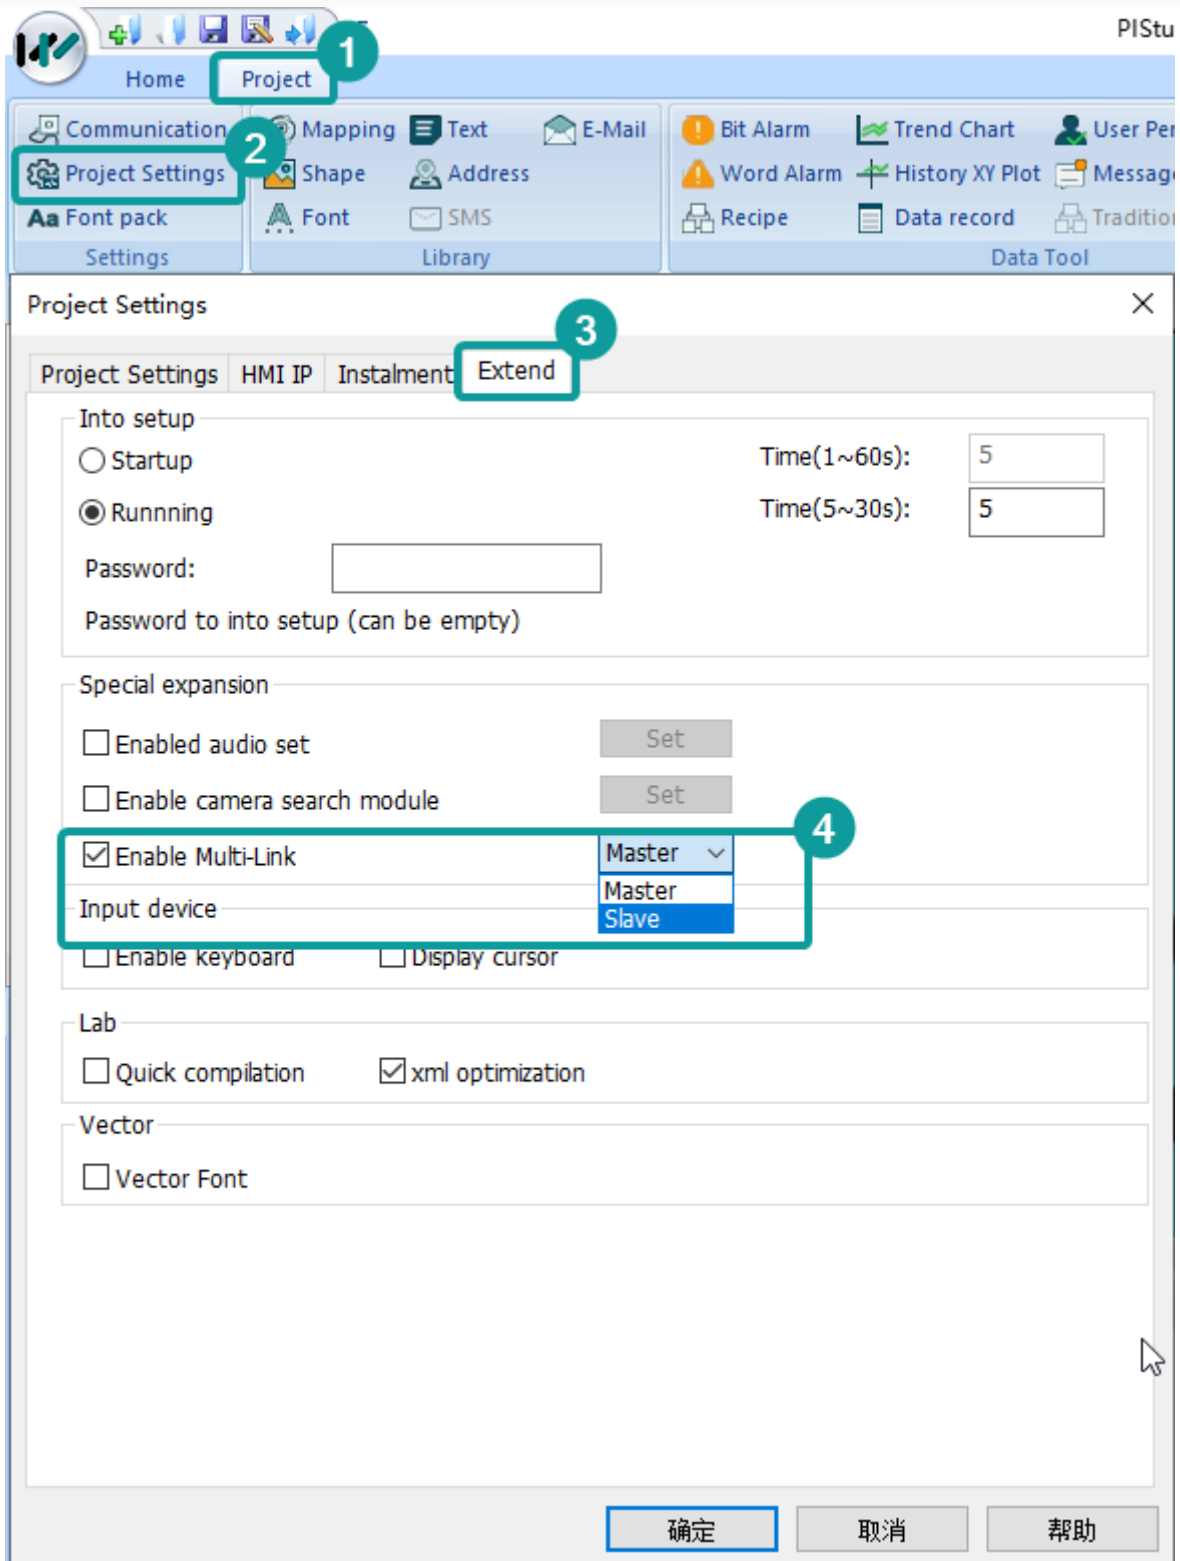 PIStu
1
Home Project
Communication Mapping Text E-Mail Bit Alarm Trend Chart User Per
2
Project Settings Shape Address Word Alarm History XY Plot Messag
Aa Font pack Font SMS Recipe Data record Traditio
Settings Library Data Tool
Project Settings
3
Project Settings HMI IP Instalment Extend
Into setup
Startup Time(1~60s): 5
Runnning Time(5~30s): 5
Password:
Password to into setup (can be empty)
Special expansion
Enabled audio set Set
Enable camera search module Set
4
Enable Multi-Link Master
Master
Input device Slave
Enable keyboard Display cursor
Lab
Quick compilation xml optimization
Vector
Vector Font
确定 取消 帮助